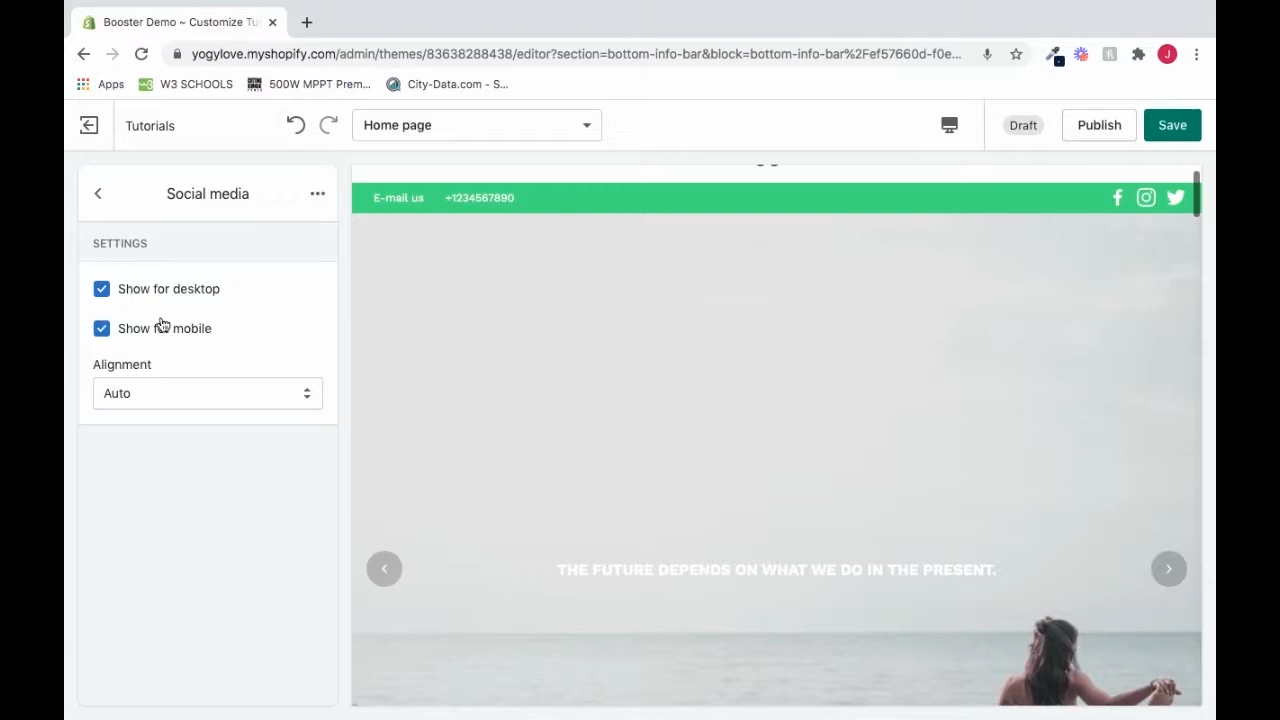 Booster Demo ~ Customize Tut
yogylove.myshopify.com/admin/themes/83638288438/editor?section=bottom-info-bar&block=bottom-info-bar%2Fef57660d-f0e...
Apps W3 SCHOOLS 500W MPPT Prem... City-Data.com - S...
Tutorials Home page Draft Publish Save
Social media
SETTINGS
Show for desktop
Show for mobile
Alignment
Auto
E-mail us +1234567890
THE FUTURE DEPENDS ON WHAT WE DO IN THE PRESENT.